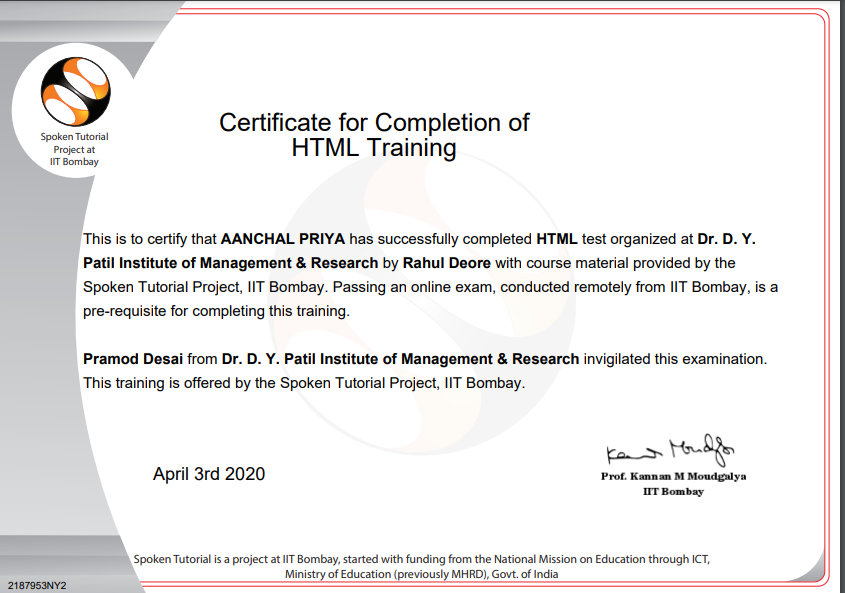 Spoken Tutorial
Project at
IIT Bombay
Certificate for Completion of
HTML Training
This is to certify that AANCHAL PRIYA has successfully completed HTML test organized at Dr. D. Y.
Patil Institute of Management & Research by Rahul Deore with course material provided by the
Spoken Tutorial Project, IIT Bombay. Passing an online exam, conducted remotely from IIT Bombay, is a
pre-requisite for completing this training.
Pramod Desai from Dr. D. Y. Patil Institute of Management & Research invigilated this examination.
This training is offered by the Spoken Tutorial Project, IIT Bombay.
April 3rd 2020
Prof. Kannan M Moudgalya
IIT Bombay
Spoken Tutorial is a project at IIT Bombay, started with funding from the National Mission on Education through ICT,
Ministry of Education (previously MHRD), Govt. of India
2187953NY2